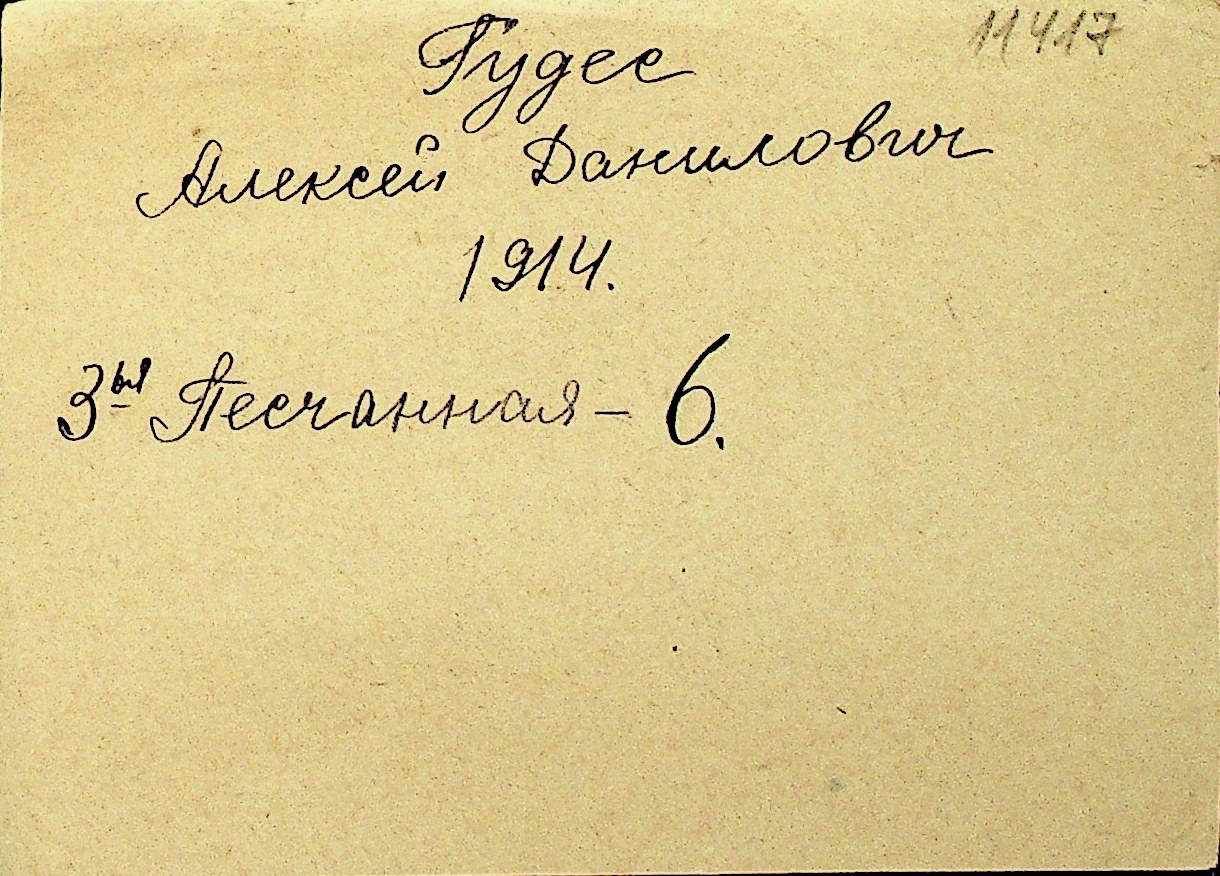 11417
Гудес
Алексей Данилович
1914.
3ья Песчанная – 6.